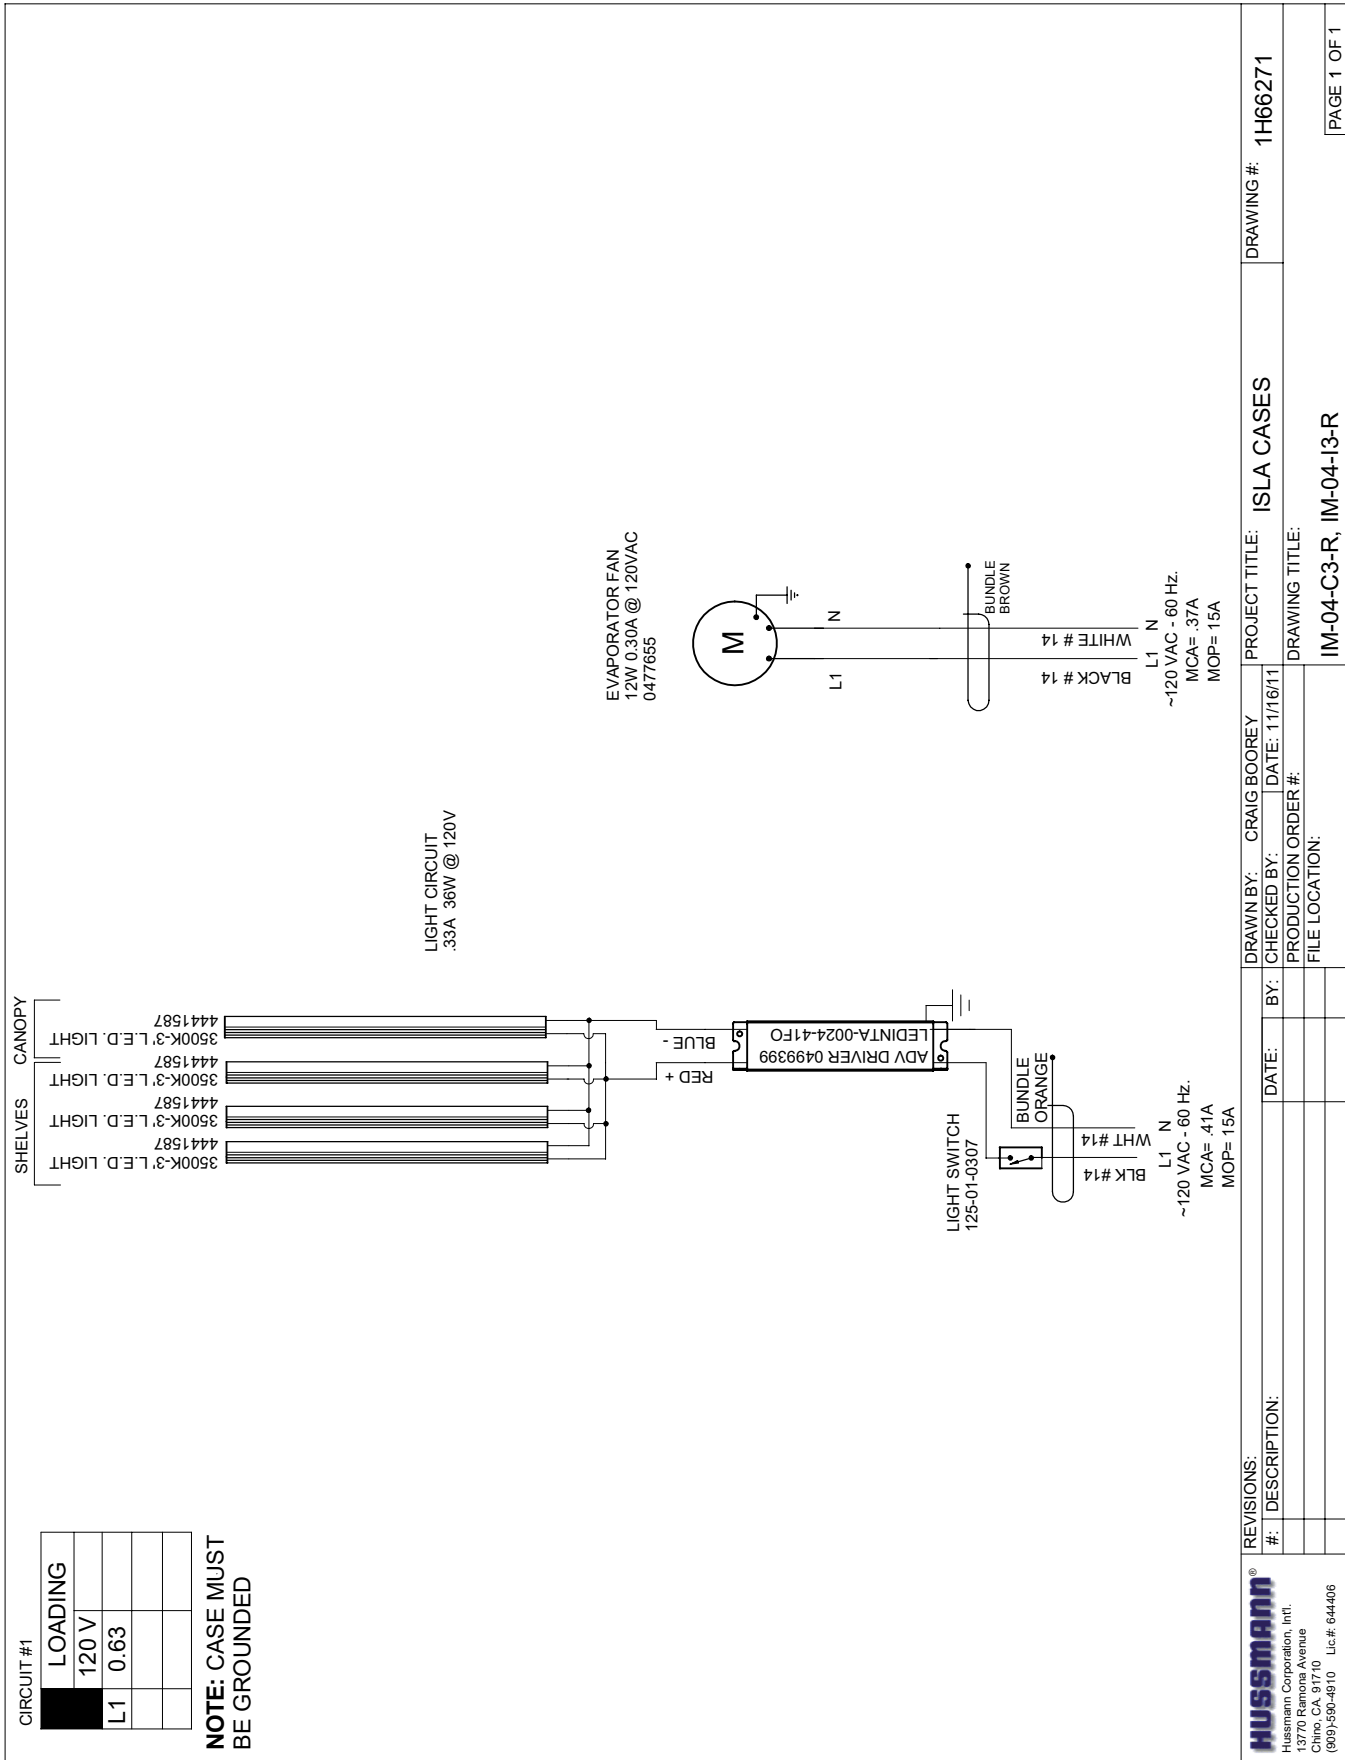 CIRCUIT #1
LOADING
120 V
L1 0.63
NOTE: CASE MUST
BE GROUNDED
SHELVES
CANOPY
3500K-3' L.E.D. LIGHT
4441587
3500K-3' L.E.D. LIGHT
4441587
3500K-3' L.E.D. LIGHT
4441587
3500K-3' L.E.D. LIGHT
4441587
LIGHT CIRCUIT
.33A 36W @ 120V
RED +
BLUE -
ADV DRIVER 0499399
LEDINTA-0024-41FO
LIGHT SWITCH
125-01-0307
BUNDLE
ORANGE
BLK #14
WHT #14
L1 N
~120 VAC - 60 Hz.
MCA= .41A
MOP= 15A
EVAPORATOR FAN
12W 0.30A @ 120VAC
0477655
M
L1
N
BUNDLE
BROWN
BLACK # 14
WHITE # 14
L1 N
~120 VAC - 60 Hz.
MCA= .37A
MOP= 15A
HUSSMANN®
Hussmann Corporation, Int'l.
13770 Ramona Avenue
Chino, CA. 91710
(909)-590-4910 Lic.#: 644406
REVISIONS:
#: DESCRIPTION:
DATE:
BY:
DRAWN BY: CRAIG BOOREY
CHECKED BY:
DATE: 11/16/11
PRODUCTION ORDER #:
FILE LOCATION:
PROJECT TITLE: ISLA CASES
DRAWING TITLE:
IM-04-C3-R, IM-04-I3-R
DRAWING #: 1H66271
PAGE 1 OF 1